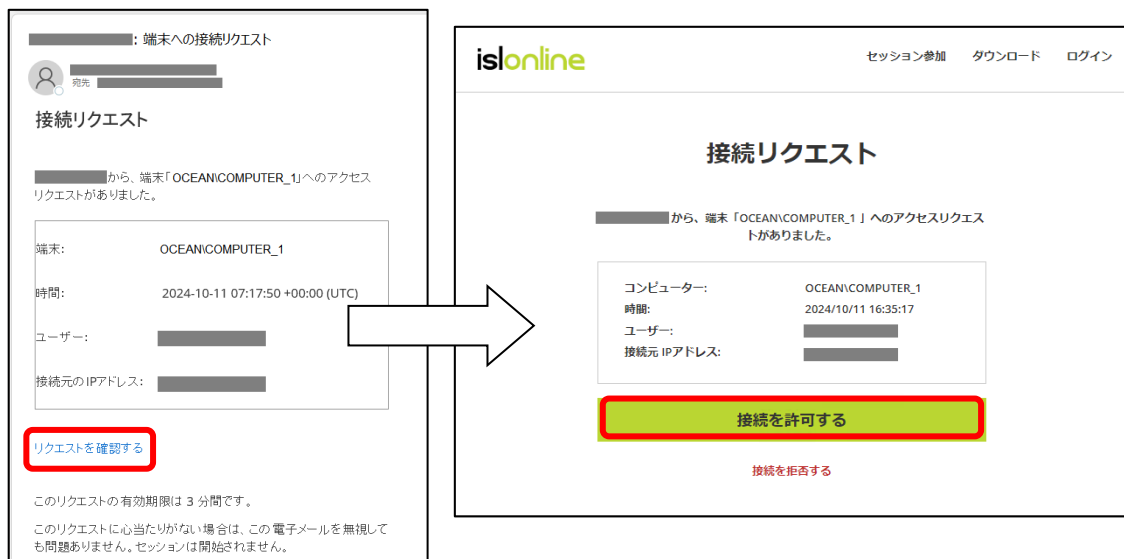 : 端末への接続リクエスト
宛先
接続リクエスト
から、端末「OCEAN\COMPUTER_1」へのアクセス
リクエストがありました。
端末: OCEAN\COMPUTER_1
時間: 2024-10-11 07:17:50 +00:00 (UTC)
ユーザー:
接続元のIPアドレス:
リクエストを確認する
このリクエストの有効期限は 3 分間です。
このリクエストに心当たりがない場合は、この電子メールを無視して
も問題ありません。セッションは開始されません。
islonline
セッション参加 ダウンロード ログイン
接続リクエスト
から、端末「OCEAN\COMPUTER_1 」へのアクセスリクエス
トがありました。
コンピューター: OCEAN\COMPUTER_1
時間: 2024/10/11 16:35:17
ユーザー:
接続元 IPアドレス:
接続を許可する
接続を拒否する